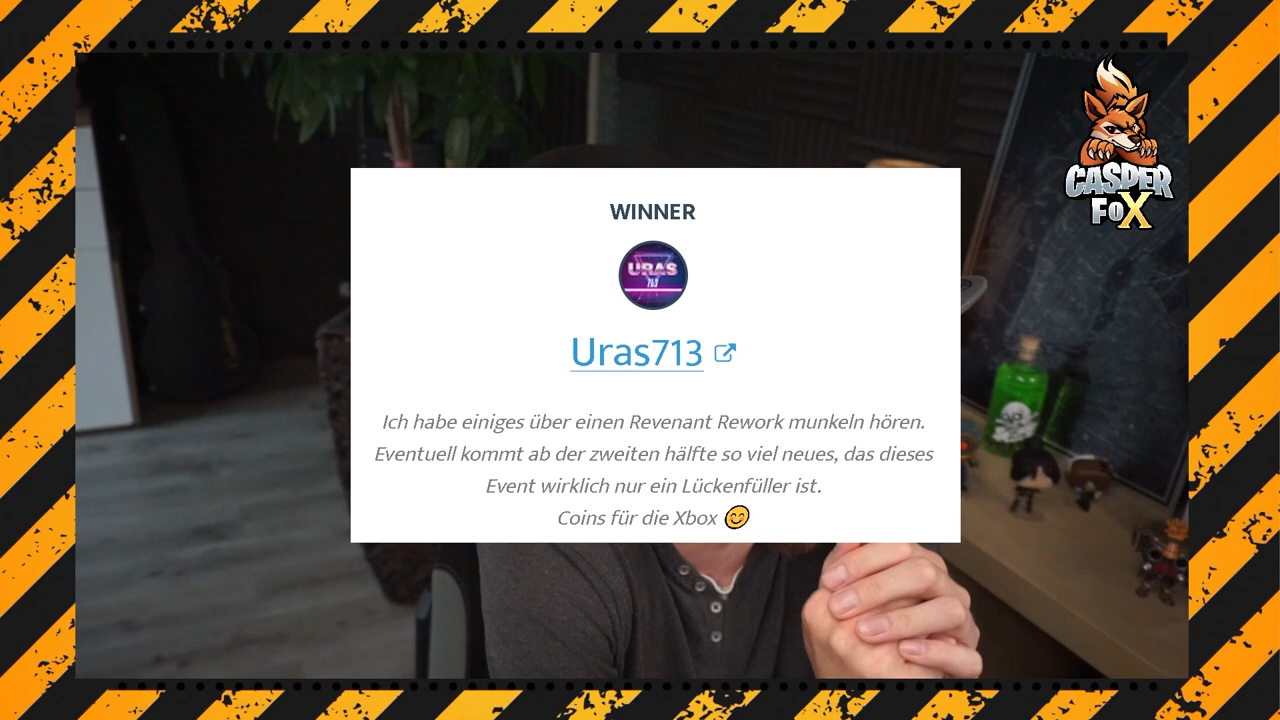 WINNER
URAS
713
Uras713
Ich habe einiges über einen Revenant Rework munkeln hören.
Eventuell kommt ab der zweiten hälfte so viel neues, das dieses
Event wirklich nur ein Lückenfüller ist.
Coins für die Xbox 😊
CASPER
FoX